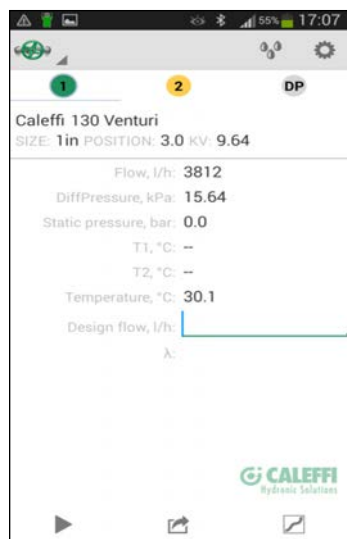 55% 17:07
1 2 DP
Caleffi 130 Venturi
SIZE: 1in POSITION: 3.0 KV: 9.64
Flow, l/h: 3812
DiffPressure, kPa: 15.64
Static pressure, bar: 0.0
T1, °C: --
T2, °C: --
Temperature, °C: 30.1
Design flow, l/h:
λ:
CALEFFI
Hydronic Solutions